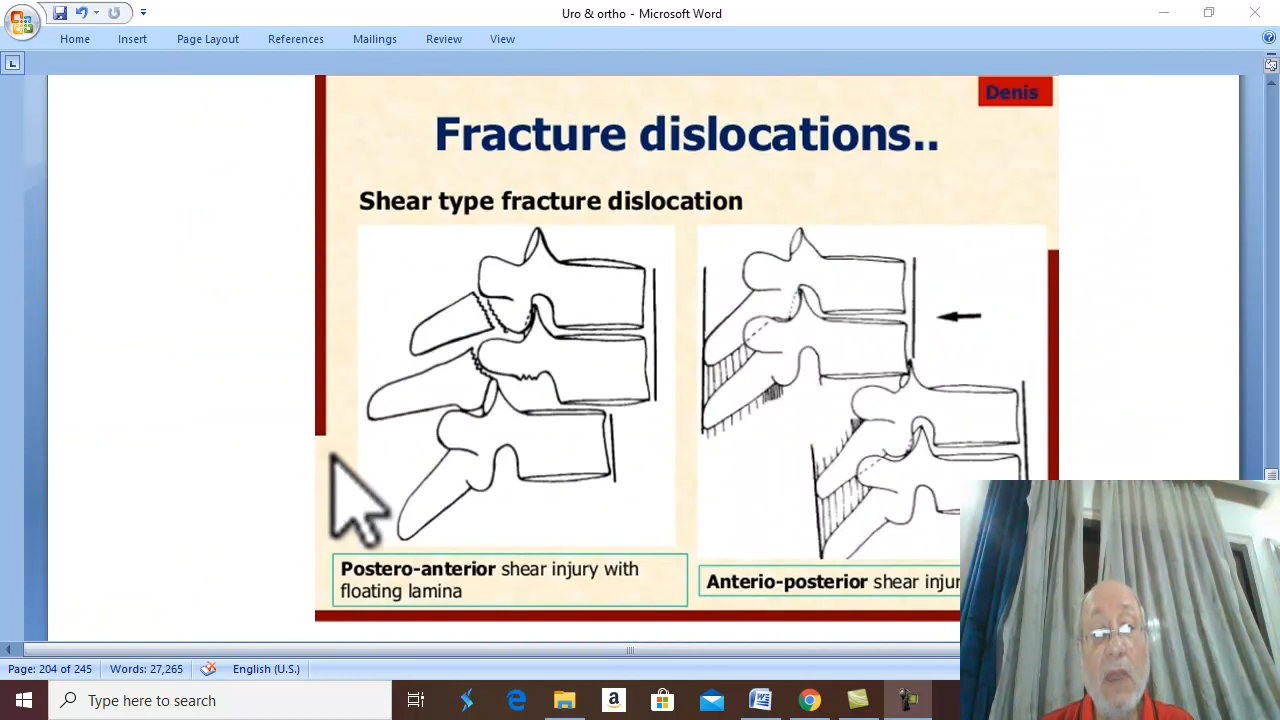 Uro & ortho - Microsoft Word
Home Insert Page Layout References Mailings Review View
Denis
Fracture dislocations..
Shear type fracture dislocation
Postero-anterior shear injury with
floating lamina
Anterio-posterior shear
Page: 204 of 245 Words: 27,265 English (U.S.)
Type here to search